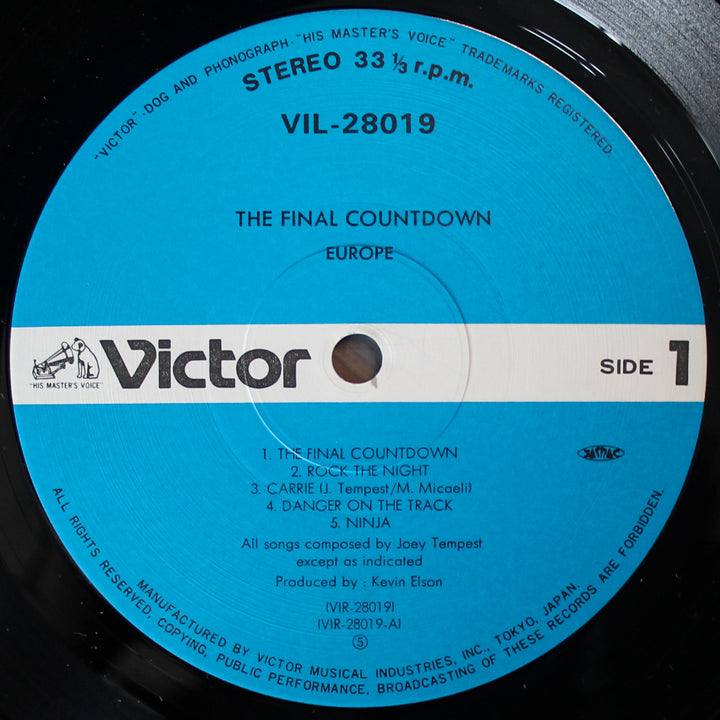 "VICTOR"·DOG AND PHONOGRAPH·"HIS MASTER'S VOICE" TRADEMARKS REGISTERED.
STEREO 33 1/3 r.p.m.
VIL-28019
THE FINAL COUNTDOWN
EUROPE
"HIS MASTER'S VOICE"
Victor
SIDE 1
1. THE FINAL COUNTDOWN
2. ROCK THE NIGHT
3. CARRIE (J. Tempest/M. Micaeli)
4. DANGER ON THE TRACK
5. NINJA
All songs composed by Joey Tempest
except as indicated
Produced by : Kevin Elson
JASRAC
(VIR-28019)
(VIR-28019-A)
5
MANUFACTURED BY VICTOR MUSICAL INDUSTRIES, INC., TOKYO, JAPAN.
ALL RIGHTS RESERVED, COPYING, PUBLIC PERFORMANCE, BROADCASTING OF THESE RECORDS ARE FORBIDDEN.